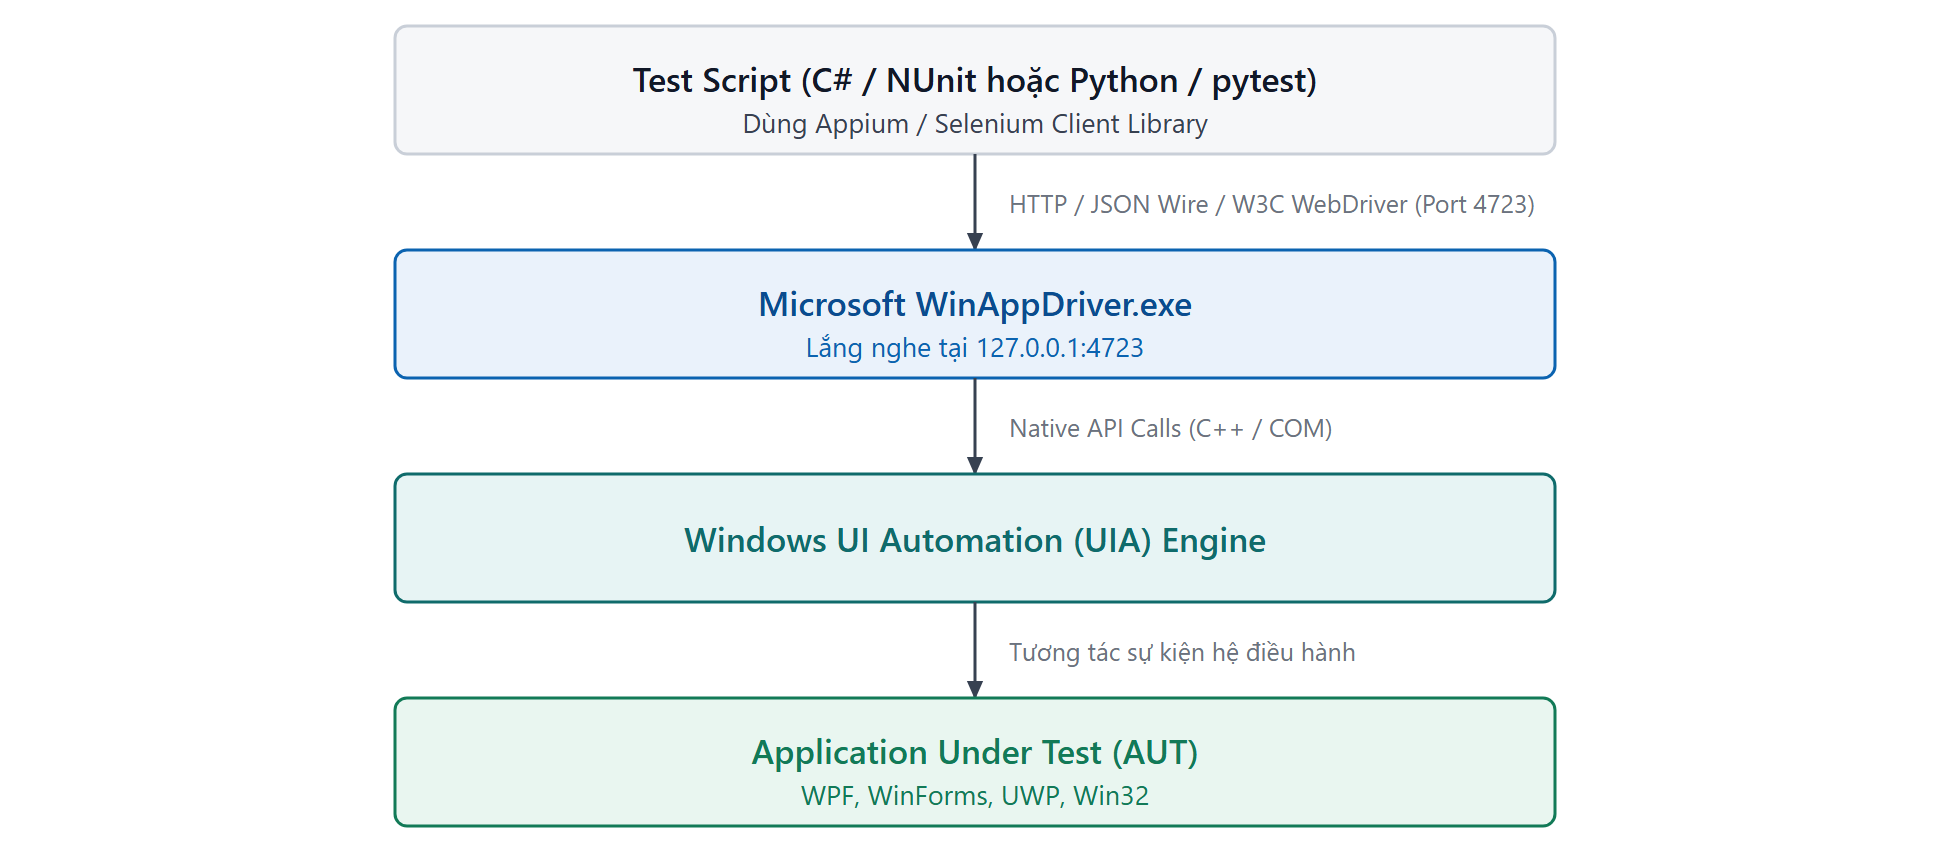 Test Script (C# / NUnit hoặc Python / pytest)
Dùng Appium / Selenium Client Library
HTTP / JSON Wire / W3C WebDriver (Port 4723)
Microsoft WinAppDriver.exe
Lắng nghe tại 127.0.0.1:4723
Native API Calls (C++ / COM)
Windows UI Automation (UIA) Engine
Tương tác sự kiện hệ điều hành
Application Under Test (AUT)
WPF, WinForms, UWP, Win32